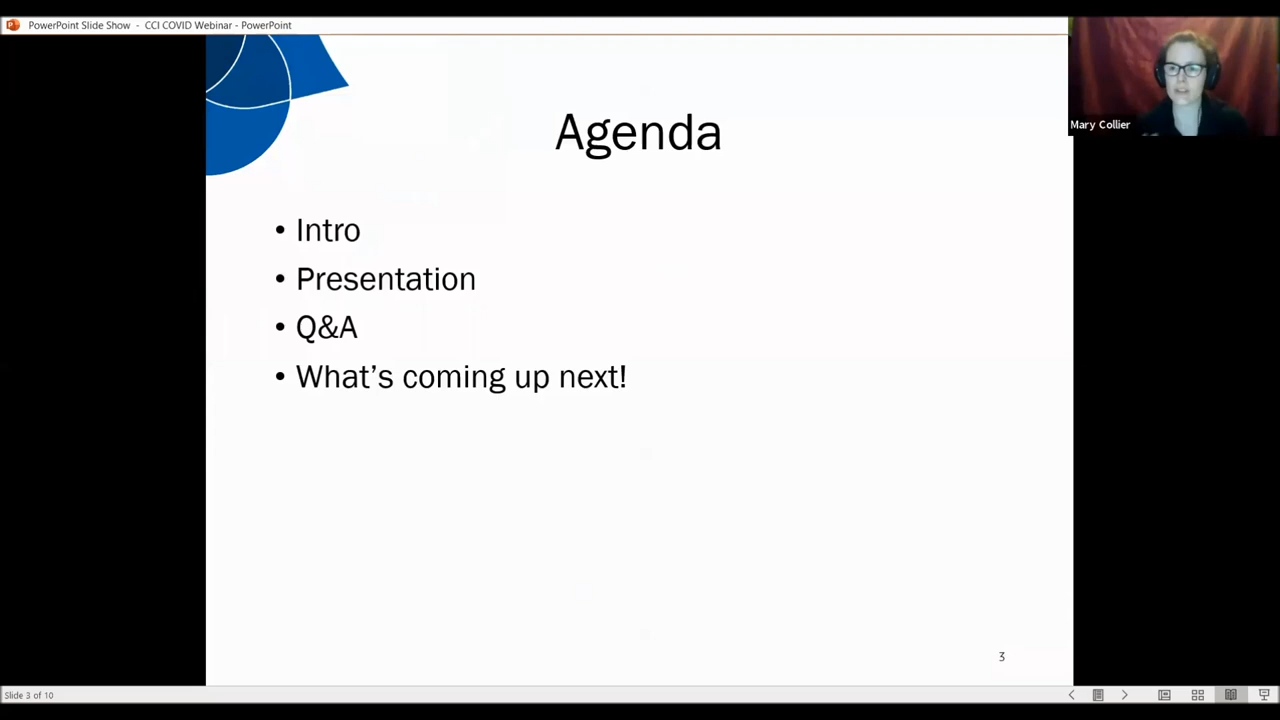 PowerPoint Slide Show - CCI COVID Webinar - PowerPoint
Mary Collier
Agenda
• Intro
• Presentation
• Q&A
• What's coming up next!
3
Slide 3 of 10